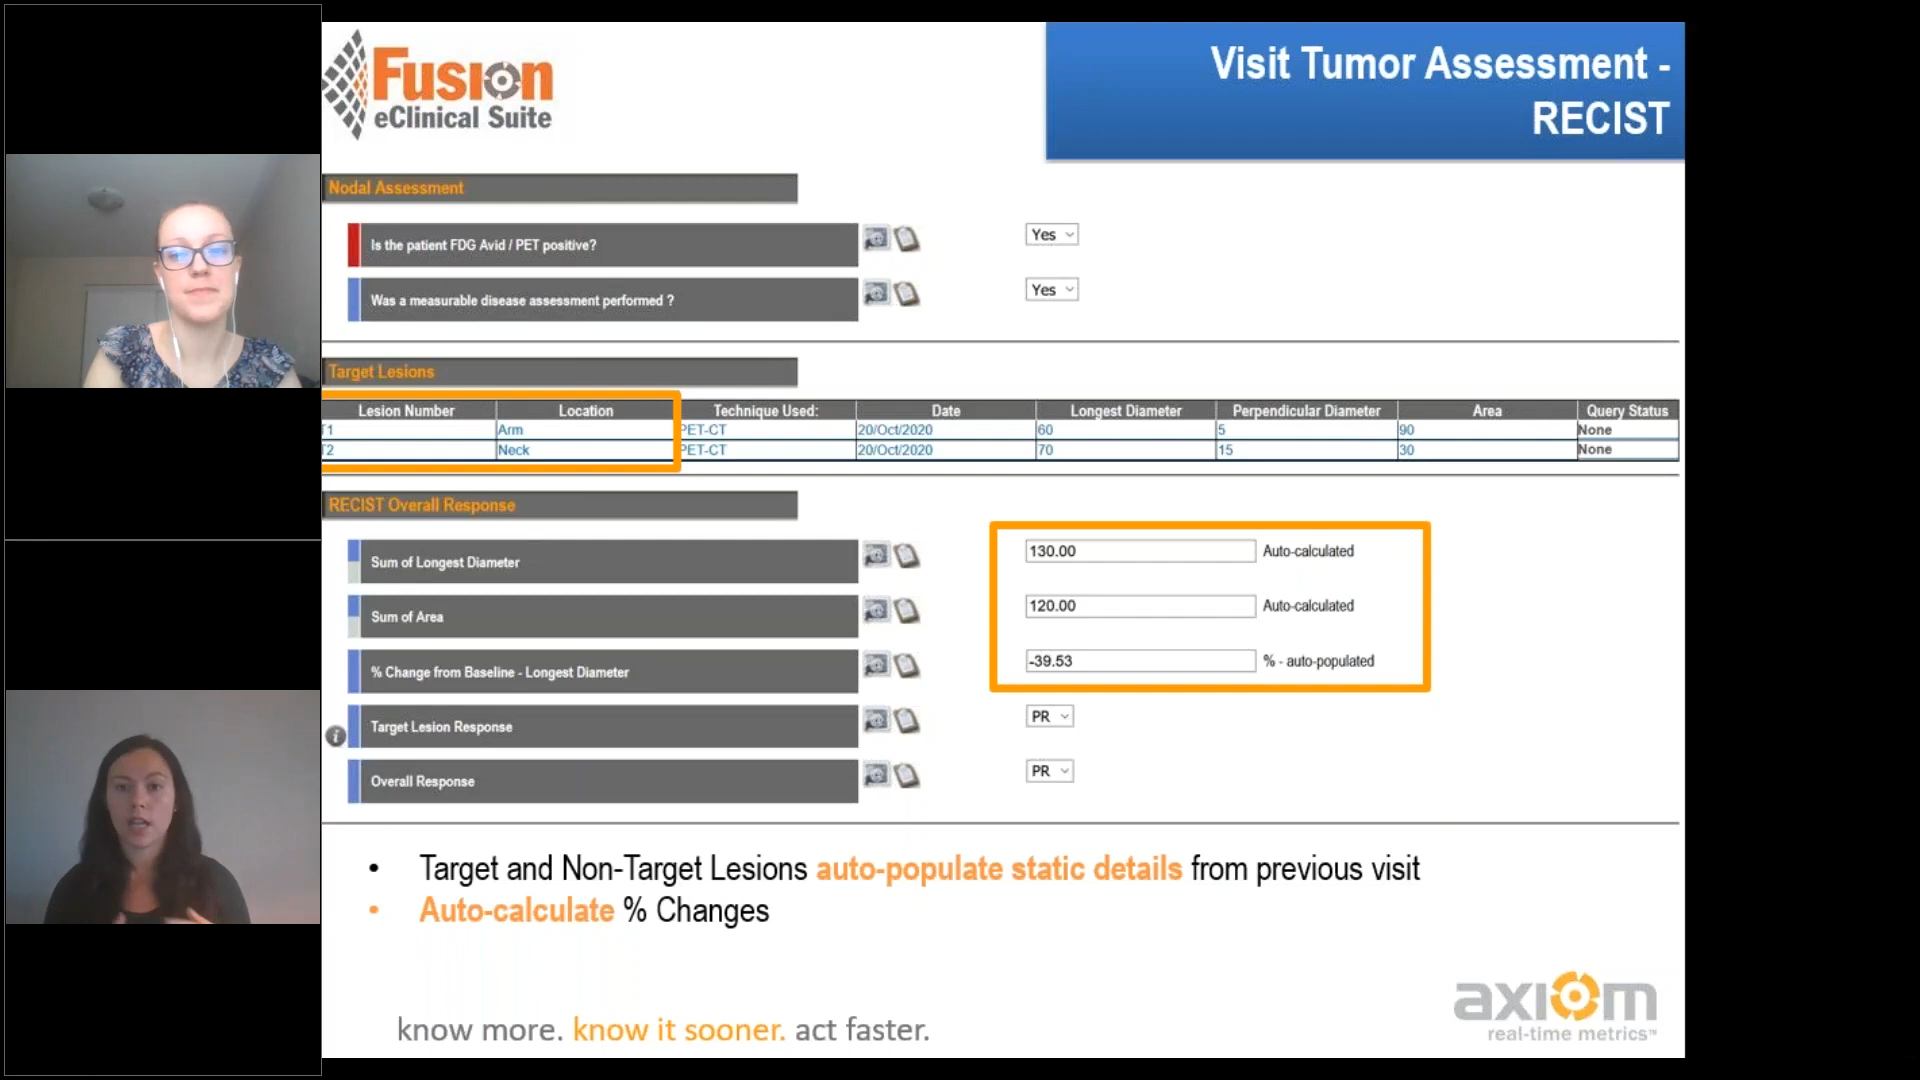 Fusion
eClinical Suite
Visit Tumor Assessment -
RECIST
Nodal Assessment
Is the patient FDG Avid / PET positive?
Yes
Was a measurable disease assessment performed ?
Yes
Target Lesions
Lesion Number Location Technique Used: Date Longest Diameter Perpendicular Diameter Area Query Status
T1 Arm PET-CT 20/Oct/2020 60 5 90 None
T2 Neck PET-CT 20/Oct/2020 70 15 30 None
RECIST Overall Response
Sum of Longest Diameter
130.00 Auto-calculated
Sum of Area
120.00 Auto-calculated
% Change from Baseline - Longest Diameter
-39.53 % - auto-populated
Target Lesion Response
PR
Overall Response
PR
• Target and Non-Target Lesions auto-populate static details from previous visit
• Auto-calculate % Changes
know more. know it sooner. act faster.
axiom
real-time metrics™